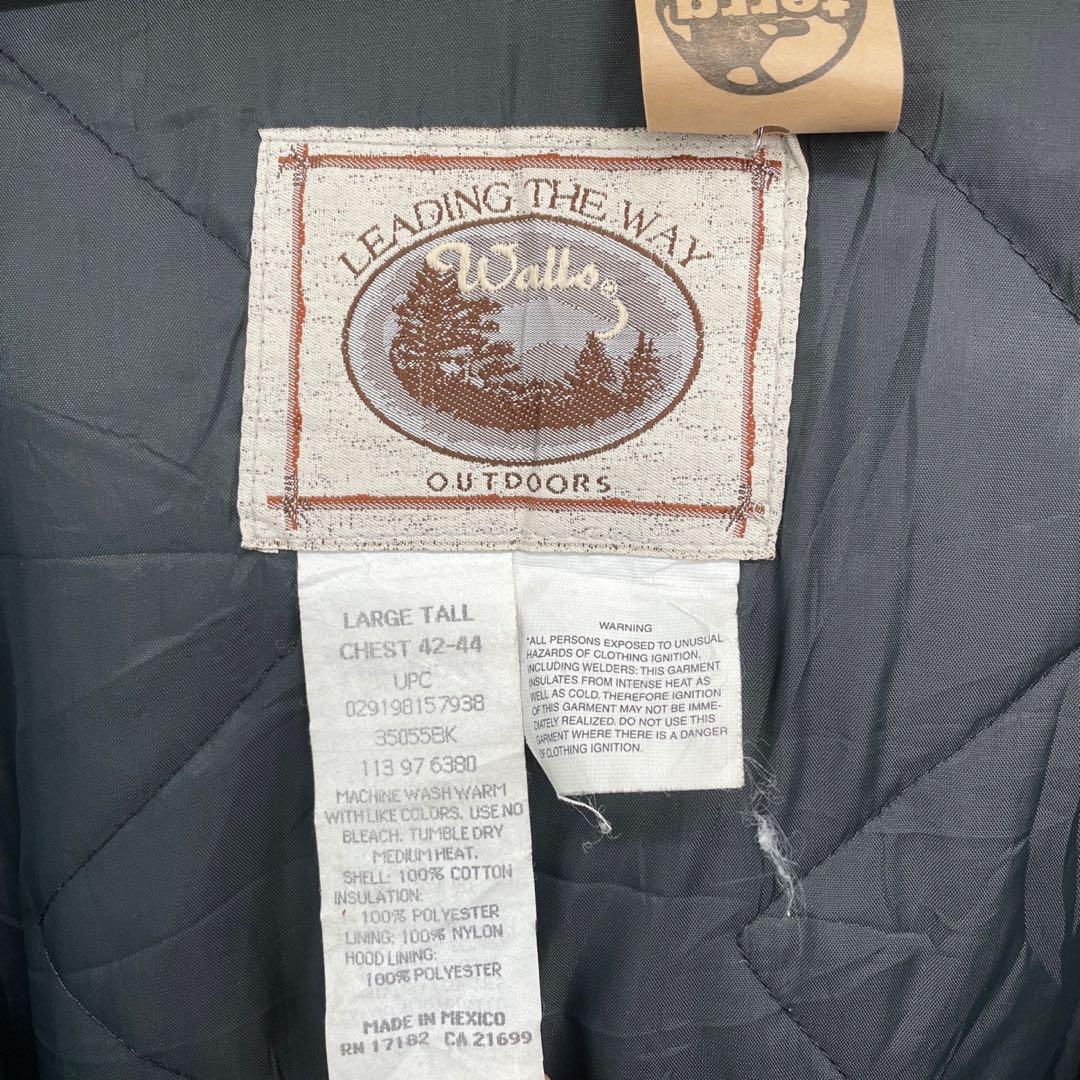 terra
LEADING THE WAY
Walls
OUTDOORS
LARGE TALL
CHEST 42-44
UPC
029198157938
35055BK
113 97 6380
MACHINE WASH WARM
WITH LIKE COLORS. USE NO
BLEACH. TUMBLE DRY
MEDIUM HEAT.
SHELL: 100% COTTON
INSULATION:
100% POLYESTER
LINING: 100% NYLON
HOOD LINING:
100% POLYESTER
MADE IN MEXICO
RN 17182 CA 21699
WARNING
*ALL PERSONS EXPOSED TO UNUSUAL
HAZARDS OF CLOTHING IGNITION,
INCLUDING WELDERS: THIS GARMENT
INSULATES FROM INTENSE HEAT AS
WELL AS COLD. THEREFORE IGNITION
OF THIS GARMENT MAY NOT BE IMME-
DIATELY REALIZED. DO NOT USE THIS
GARMENT WHERE THERE IS A DANGER
OF CLOTHING IGNITION.